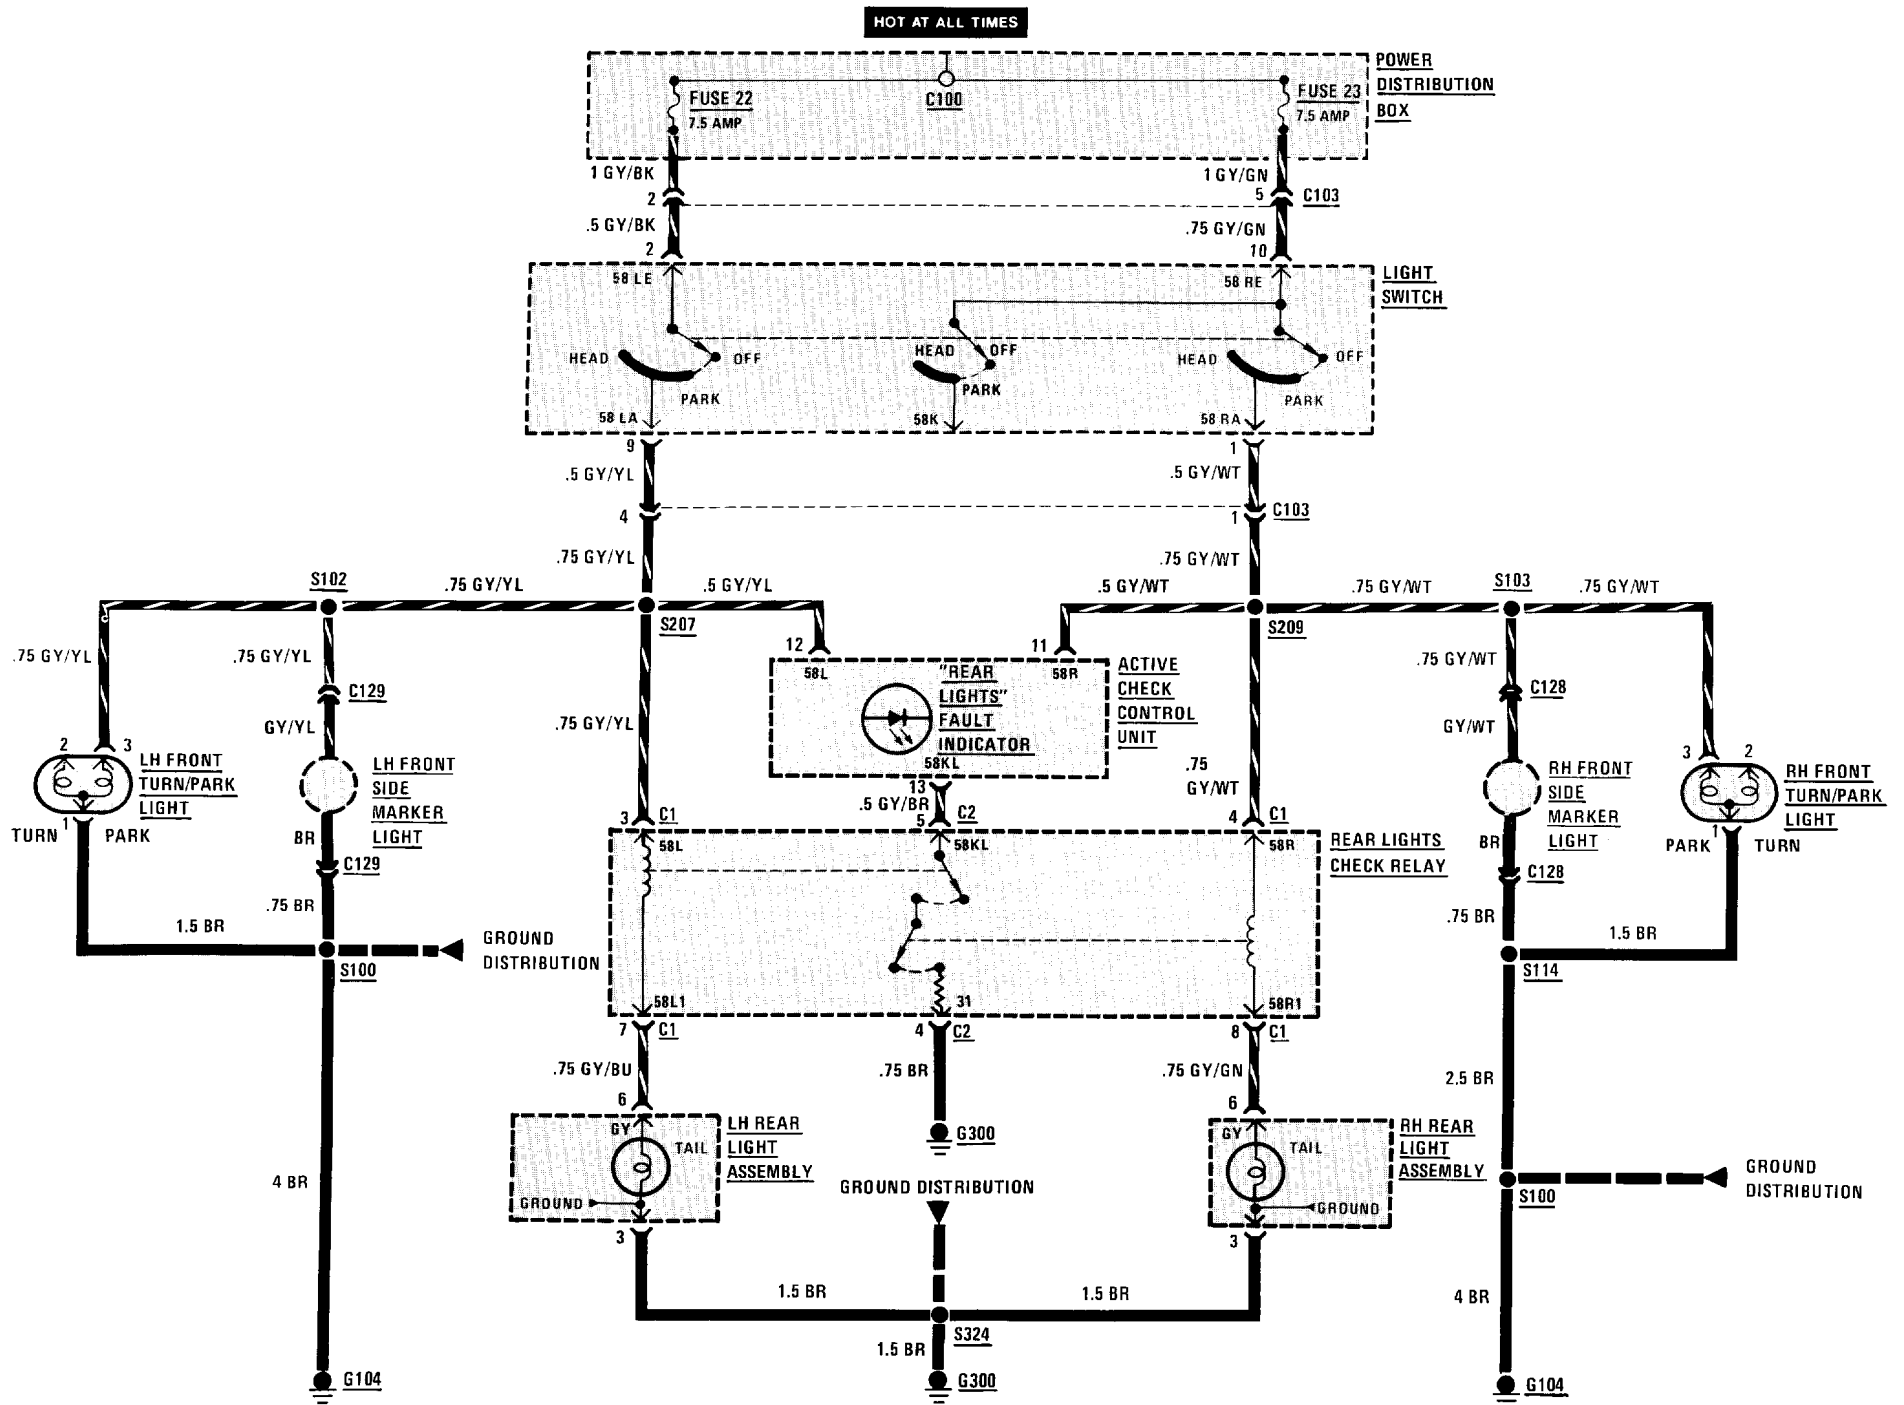 HOT AT ALL TIMES
POWER
DISTRIBUTION
BOX
FUSE 22
7.5 AMP
C100
FUSE 23
7.5 AMP
1 GY/BK
1 GY/GN
2
5
C103
.5 GY/BK
.75 GY/GN
2
10
58 LE
58 RE
LIGHT
SWITCH
HEAD
OFF
PARK
HEAD
OFF
PARK
HEAD
OFF
PARK
58 LA
58K
58 RA
9
1
.5 GY/YL
.5 GY/WT
4
1
C103
.75 GY/YL
.75 GY/WT
S102
.75 GY/YL
.5 GY/YL
.5 GY/WT
.75 GY/WT
S103
.75 GY/WT
S207
S209
.75 GY/YL
.75 GY/YL
12
11
.75 GY/WT
58L
"REAR
LIGHTS"
FAULT
INDICATOR
58R
58KL
ACTIVE
CHECK
CONTROL
UNIT
C129
C128
GY/YL
.75 GY/YL
GY/WT
2
3
LH FRONT
TURN/PARK
LIGHT
1
TURN
PARK
LH FRONT
SIDE
MARKER
LIGHT
.75
GY/WT
RH FRONT
SIDE
MARKER
LIGHT
3
2
RH FRONT
TURN/PARK
LIGHT
1
PARK
TURN
13
.5 GY/BR
3
C1
5
C2
4
C1
BR
BR
C129
C128
58L
58KL
58R
REAR LIGHTS
CHECK RELAY
.75 BR
.75 BR
1.5 BR
1.5 BR
GROUND
DISTRIBUTION
S100
S114
58L1
31
58R1
7
C1
4
C2
8
C1
.75 GY/BU
.75 BR
.75 GY/GN
2.5 BR
6
6
GY
TAIL
GROUND
LH REAR
LIGHT
ASSEMBLY
G300
GY
TAIL
GROUND
RH REAR
LIGHT
ASSEMBLY
GROUND DISTRIBUTION
GROUND
DISTRIBUTION
S100
4 BR
3
3
1.5 BR
1.5 BR
4 BR
S324
1.5 BR
G104
G300
G104